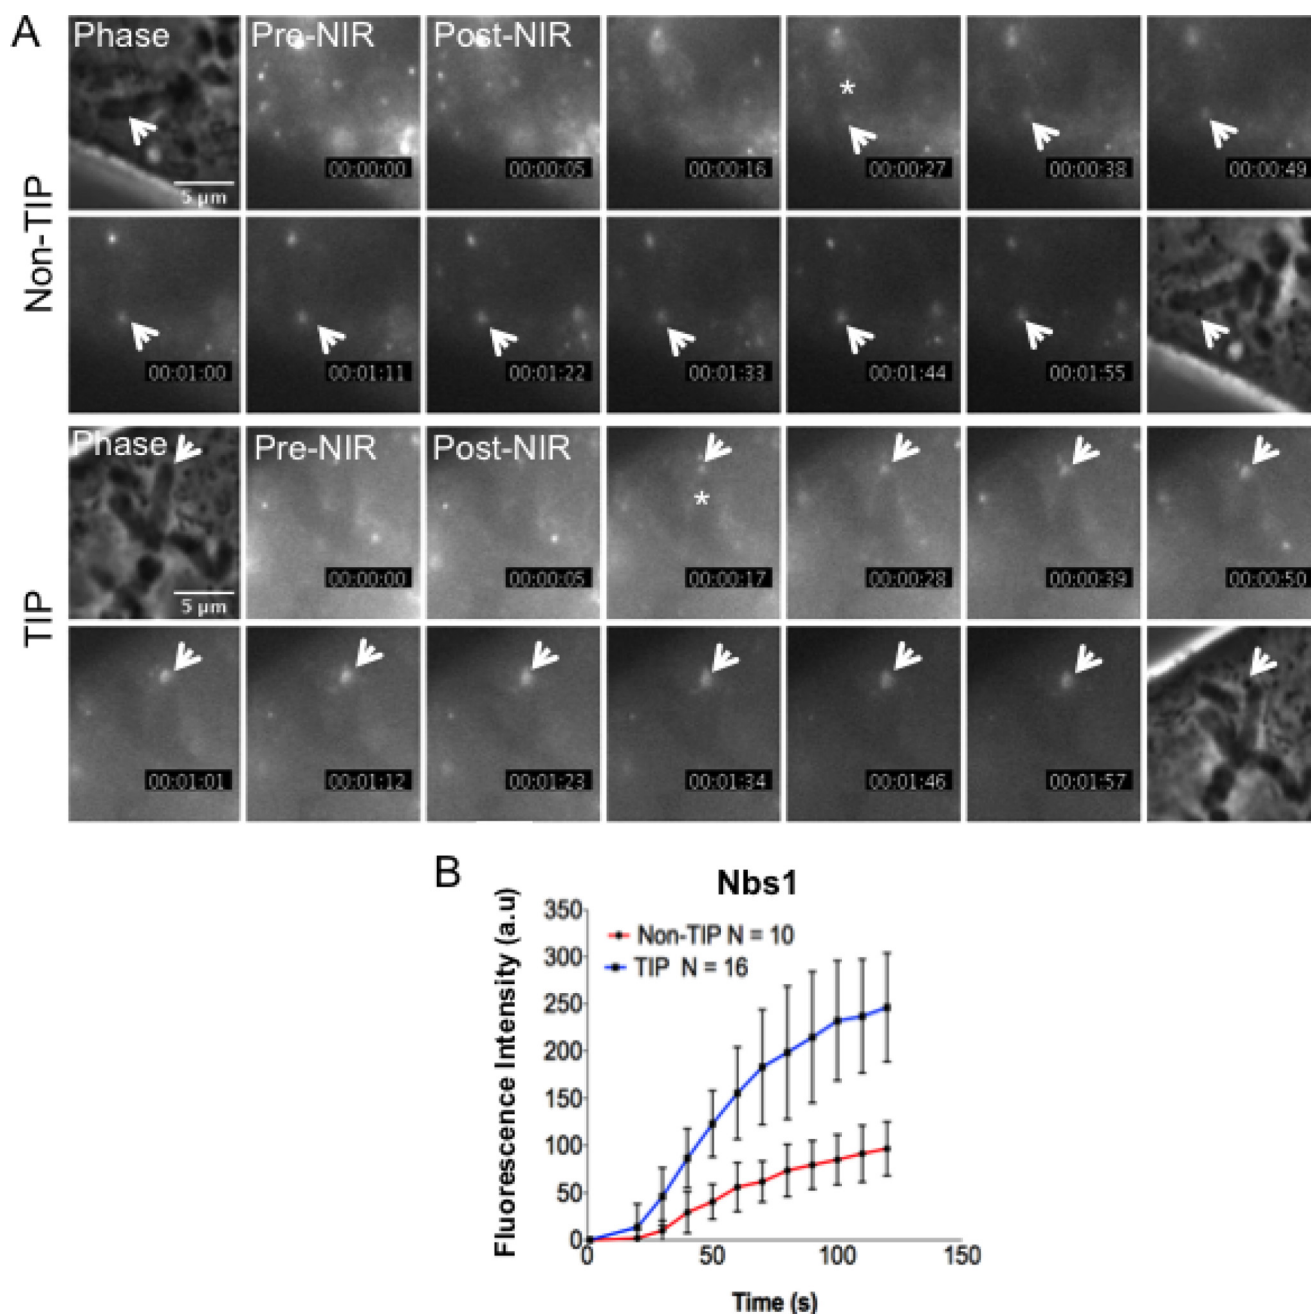 A
Phase
Pre-NIR
Post-NIR
00:00:00
00:00:05
00:00:16
*
00:00:27
00:00:38
00:00:49
5 µm
Non-TIP
00:01:00
00:01:11
00:01:22
00:01:33
00:01:44
00:01:55
Phase
Pre-NIR
Post-NIR
00:00:00
00:00:05
*
00:00:17
00:00:28
00:00:39
00:00:50
5 µm
TIP
00:01:01
00:01:12
00:01:23
00:01:34
00:01:46
00:01:57
B
Nbs1
Fluorescence Intensity (a.u)
350
300
250
200
150
100
50
0
Non-TIP N = 10
TIP N = 16
0
50
100
150
Time (s)